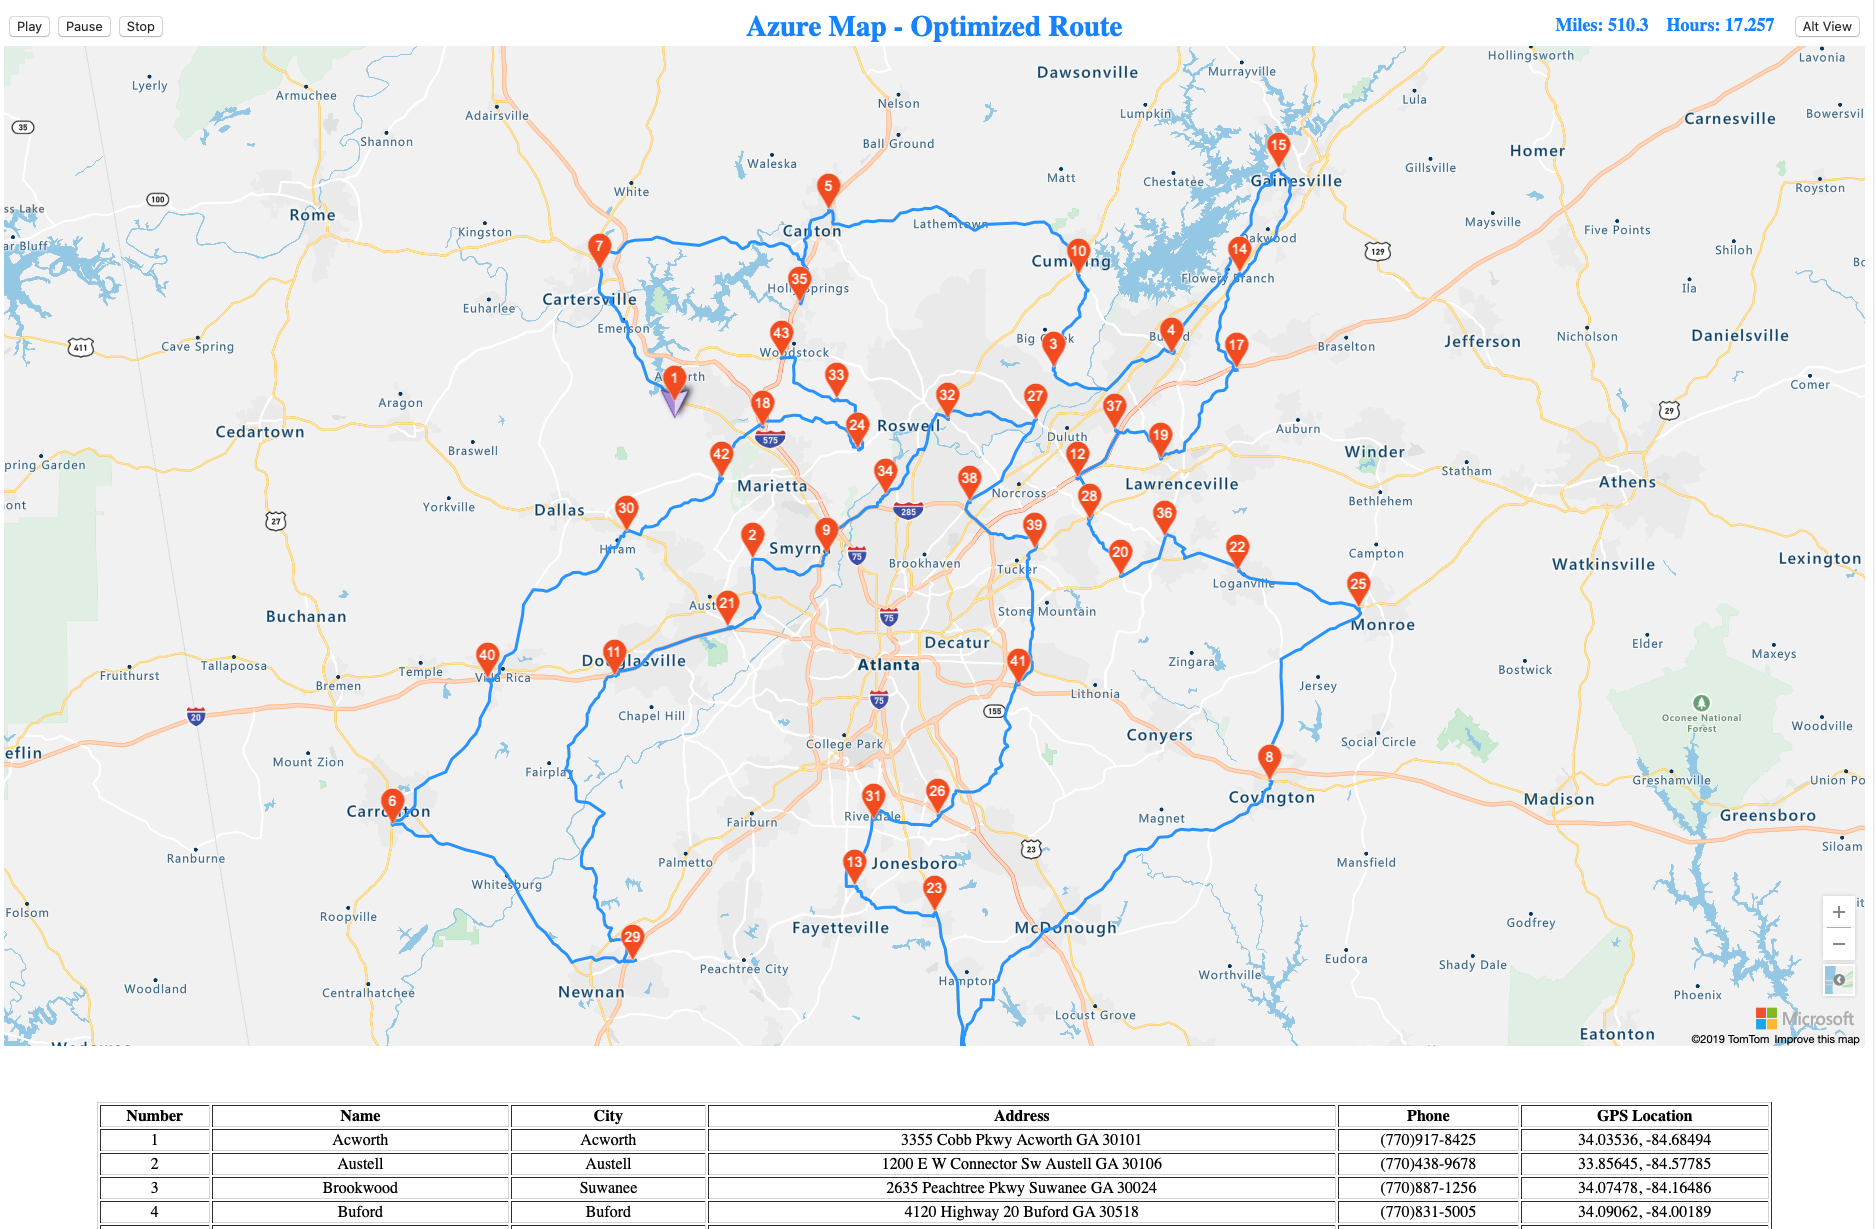 Play Pause Stop
Azure Map - Optimized Route
Miles: 510.3 Hours: 17.257
Alt View
Hollingsworth
Lavonia
Dawsonville
Murrayville
Lyerly
Armuchee
Nelson
Lula
Adairsville
Lumpkin
Bowersvil
Carnesville
35
Shannon
Ball Ground
Homer
15
Waleska
Gillsville
Matt
Chestatee
Gainesville
5
White
Royston
100
ss Lake
Rome
Lathemtown
Maysville
Five Points
Kingston
Canton
7
ar Bluff
Oakwood
14
129
Shiloh
10
Cumming
35
Holly Springs
Flowery Branch
Ila
Cartersville
Euharlee
Emerson
43
4
Nicholson
Danielsville
Big Creek
3
Buford
17
Jefferson
411
Cave Spring
Woodstock
Braselton
1
Acworth
33
Comer
Aragon
18
32
27
37
29
Cedartown
24
Roswell
Duluth
19
Auburn
575
Braswell
42
12
Winder
pring Garden
34
38
Statham
Marietta
Norcross
Lawrenceville
Athens
28
Bethlehem
ont
Yorkville
Dallas
30
285
36
27
39
2
Smyrna
9
Hiram
75
20
22
Campton
Brookhaven
Tucker
Watkinsville
Lexington
Loganville
25
Austell
21
Stone Mountain
Buchanan
75
Monroe
Decatur
Elder
Maxeys
40
11
Douglasville
Atlanta
41
Zingara
Tallapoosa
Temple
Bostwick
Fruithurst
Villa Rica
Bremen
Jersey
Lithonia
20
Chapel Hill
75
155
Oconee National
Forest
Woodville
eflin
College Park
Conyers
Social Circle
Mount Zion
8
Fairplay
Greshamville
Union Po
6
31
26
Covington
Madison
Carrollton
Riverdale
Fairburn
Magnet
Greensboro
Siloam
Ranburne
Palmetto
13
Jonesboro
23
Mansfield
Whitesburg
23
Folsom
Roopville
Fayetteville
McDonough
Godfrey
29
Eudora
Shady Dale
Peachtree City
Worthville
Woodland
Centralhatchee
Newnan
Hampton
Phoenix
Locust Grove
Microsoft
Eatonton
©2019 TomTom Improve this map
Number Name City Address Phone GPS Location
1 Acworth Acworth 3355 Cobb Pkwy Acworth GA 30101 (770)917-8425 34.03536, -84.68494
2 Austell Austell 1200 E W Connector Sw Austell GA 30106 (770)438-9678 33.85645, -84.57785
3 Brookwood Suwanee 2635 Peachtree Pkwy Suwanee GA 30024 (770)887-1256 34.07478, -84.16486
4 Buford Buford 4120 Highway 20 Buford GA 30518 (770)831-5005 34.09062, -84.00189